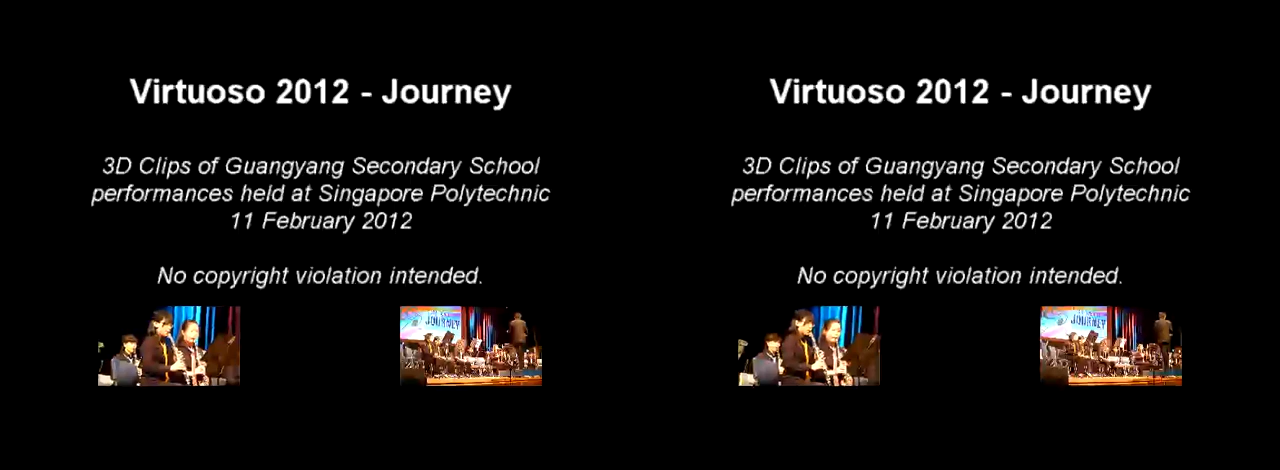 Virtuoso 2012 - Journey
3D Clips of Guangyang Secondary School
performances held at Singapore Polytechnic
11 February 2012
No copyright violation intended.
JOURNEY
Virtuoso 2012 - Journey
3D Clips of Guangyang Secondary School
performances held at Singapore Polytechnic
11 February 2012
No copyright violation intended.
JOURNEY